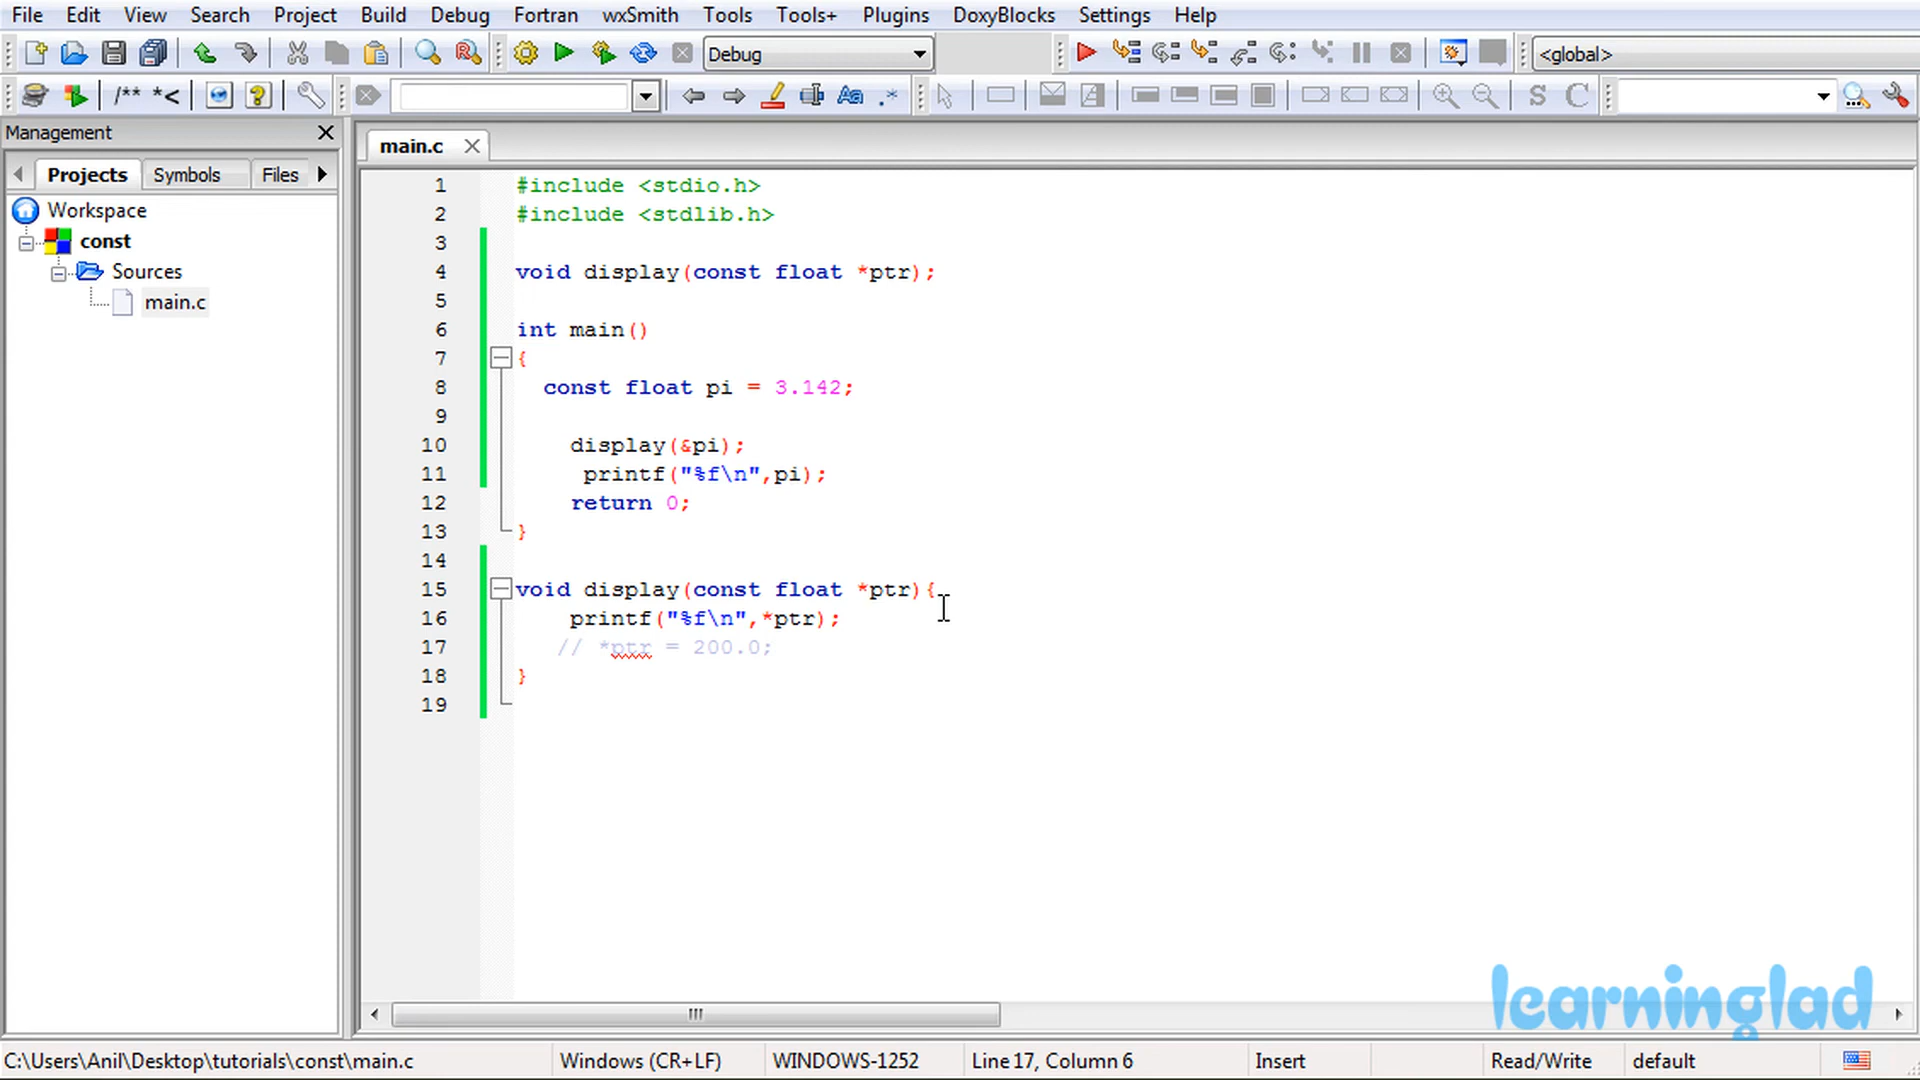 File Edit View Search Project Build Debug Fortran wxSmith Tools Tools+ Plugins DoxyBlocks Settings Help
Debug <global>
/** *< Aa .* S C
Management
Projects Symbols Files
Workspace
const
Sources
main.c
main.c
1 #include <stdio.h>
2 #include <stdlib.h>
3
4 void display(const float *ptr);
5
6 int main()
7 {
8 const float pi = 3.142;
9
10 display(&pi);
11 printf("%f\n",pi);
12 return 0;
13 }
14
15 void display(const float *ptr){
16 printf("%f\n",*ptr);
17 // *ptr = 200.0;
18 }
19
learninglad
C:\Users\Anil\Desktop\tutorials\const\main.c Windows (CR+LF) WINDOWS-1252 Line 17, Column 6 Insert Read/Write default